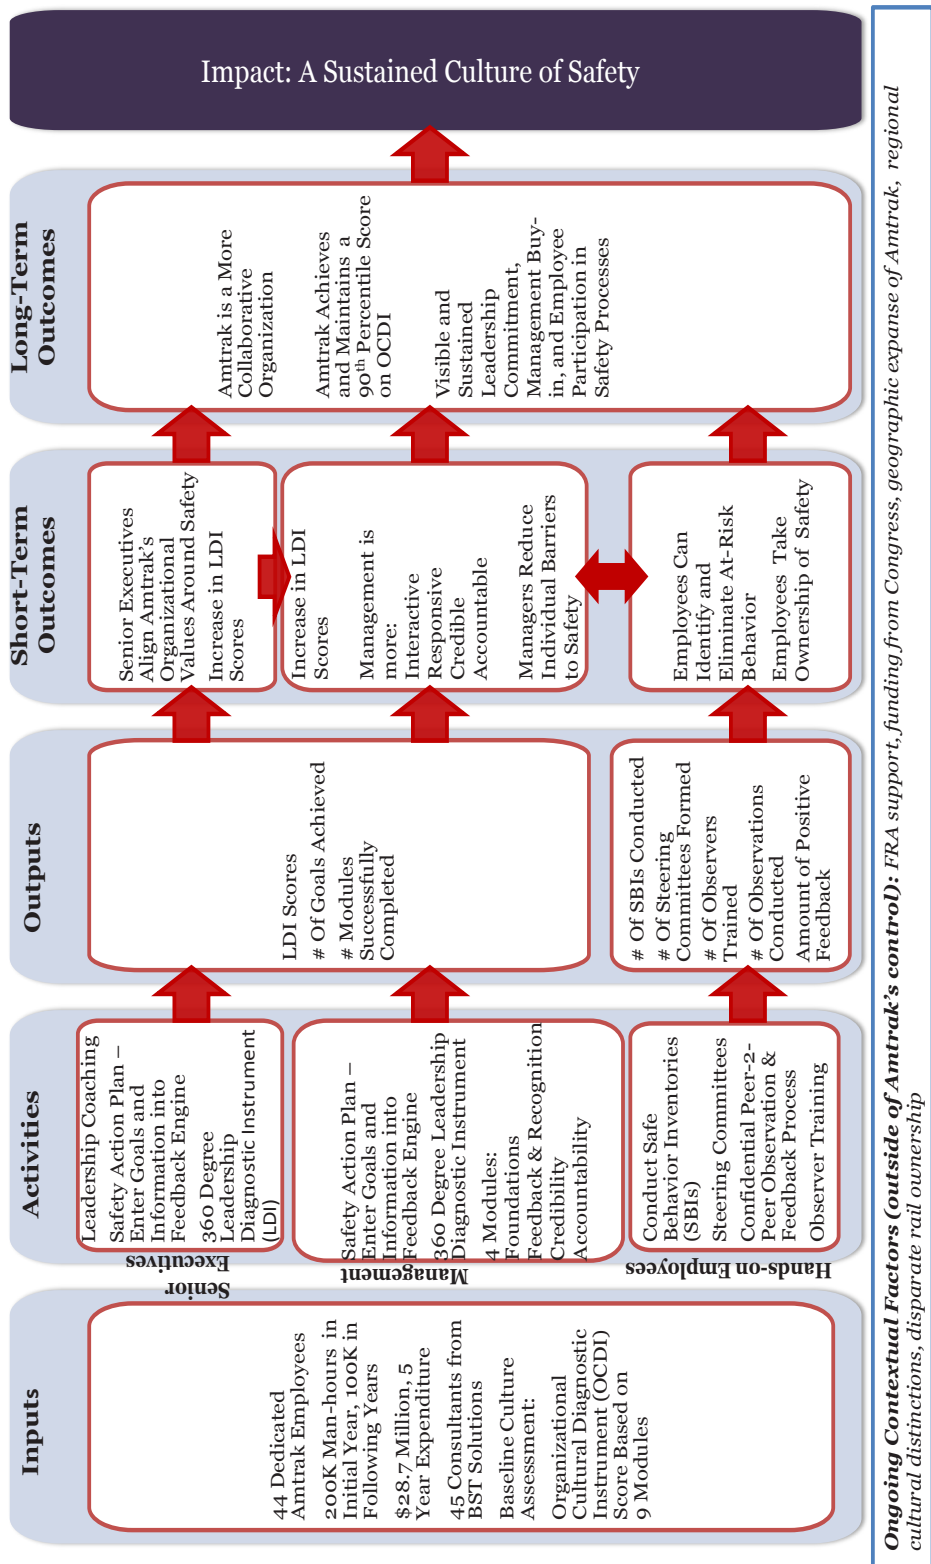 Inputs
44 Dedicated
Amtrak Employees
200K Man-hours in
Initial Year, 100K in
Following Years
$28.7 Million, 5
Year Expenditure
45 Consultants from
BST Solutions
Baseline Culture
Assessment:
Organizational
Cultural Diagnostic
Instrument (OCDI)
Score Based on
9 Modules
Activities
Senior
Executives
Leadership Coaching
Safety Action Plan –
Enter Goals and
Information into
Feedback Engine
360 Degree
Leadership
Diagnostic Instrument
(LDI)
Management
Safety Action Plan –
Enter Goals and
Information into
Feedback Engine
360 Degree Leadership
Diagnostic Instrument
4 Modules:
Foundations
Feedback & Recognition
Credibility
Accountability
Hands-on Employees
Conduct Safe
Behavior Inventories
(SBIs)
Steering Committees
Confidential Peer-2-
Peer Observation &
Feedback Process
Observer Training
Outputs
LDI Scores
# Of Goals Achieved
# Modules
Successfully
Completed
# Of SBIs Conducted
# Of Steering
Committees Formed
# Of Observers
Trained
# Of Observations
Conducted
Amount of Positive
Feedback
Short-Term
Outcomes
Senior Executives
Align Amtrak's
Organizational
Values Around Safety
Increase in LDI
Scores
Increase in LDI
Scores
Management is
more:
Interactive
Responsive
Credible
Accountable
Managers Reduce
Individual Barriers
to Safety
Employees Can
Identify and
Eliminate At-Risk
Behavior
Employees Take
Ownership of Safety
Long-Term
Outcomes
Amtrak is a More
Collaborative
Organization
Amtrak Achieves
and Maintains a
90th Percentile Score
on OCDI
Visible and
Sustained
Leadership
Commitment,
Management Buy-
in, and Employee
Participation in
Safety Processes
Impact: A Sustained Culture of Safety
Ongoing Contextual Factors (outside of Amtrak's control): FRA support, funding from Congress, geographic expanse of Amtrak, regional
cultural distinctions, disparate rail ownership